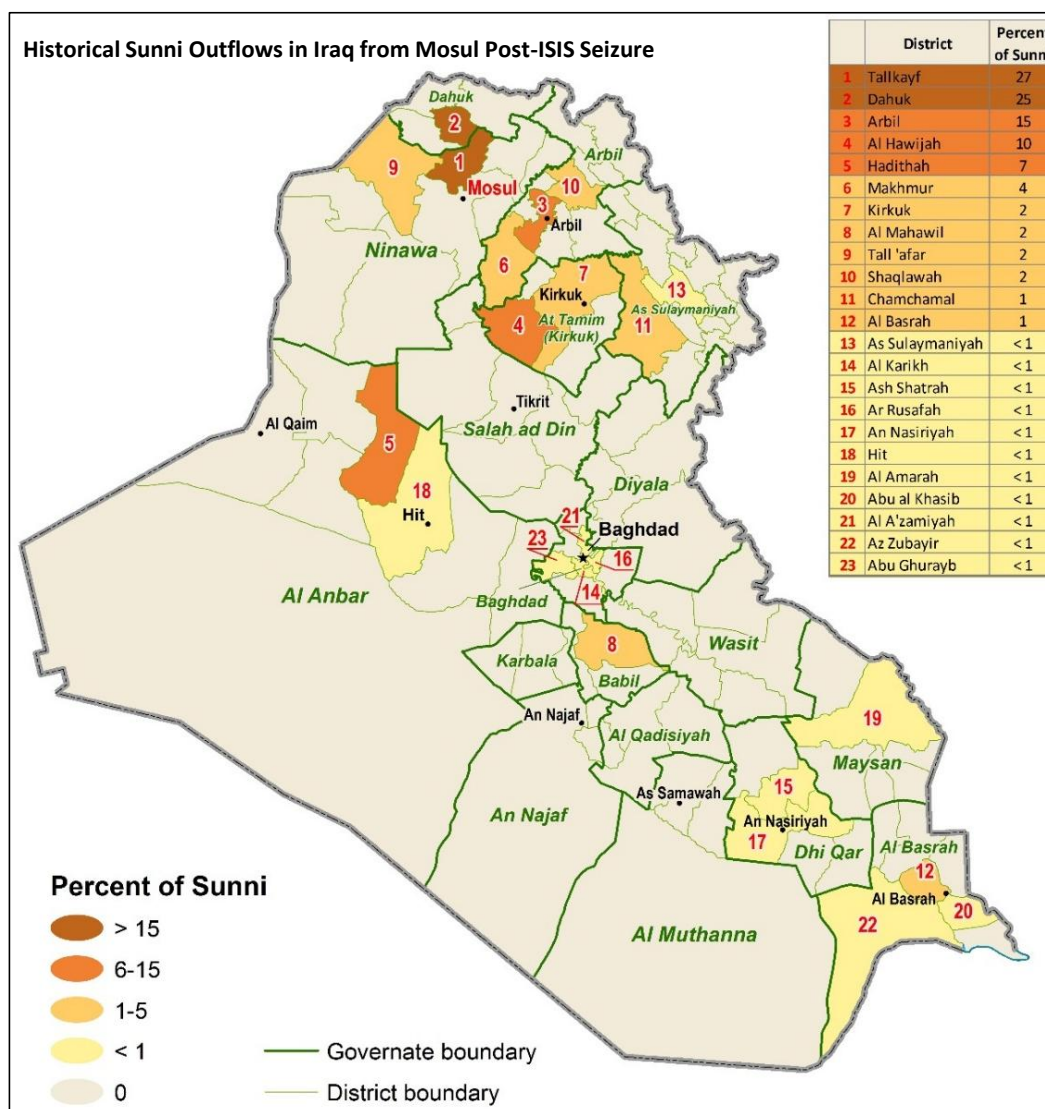 Historical Sunni Outflows in Iraq from Mosul Post-ISIS Seizure
District Percent of Sunn
1 Tallkayf 27
2 Dahuk 25
3 Arbil 15
4 Al Hawijah 10
5 Hadithah 7
6 Makhmur 4
7 Kirkuk 2
8 Al Mahawil 2
9 Tall 'afar 2
10 Shaqlawah 2
11 Chamchamal 1
12 Al Basrah 1
13 As Sulaymaniyah < 1
14 Al Karikh < 1
15 Ash Shatrah < 1
16 Ar Rusafah < 1
17 An Nasiriyah < 1
18 Hit < 1
19 Al Amarah < 1
20 Abu al Khasib < 1
21 Al A'zamiyah < 1
22 Az Zubayir < 1
23 Abu Ghurayb < 1
Dahuk
2
9
1
Arbil
Mosul
10
3
Arbil
Ninawa
6
7
13
Kirkuk
As Sulaymaniyah
4
At Tamim
(Kirkuk)
11
Tikrit
Al Qaim
Salah ad Din
5
18
Diyala
Hit
21
Baghdad
23
16
Al Anbar
Baghdad
14
8
Wasit
Karbala
Babil
An Najaf
Al Qadisiyah
19
Maysan
As Samawah
15
An Najaf
An Nasiriyah
17
Dhi Qar
Al Basrah
12
Al Basrah
20
22
Al Muthanna
Percent of Sunni
> 15
6-15
1-5
< 1
0
Governate boundary
District boundary